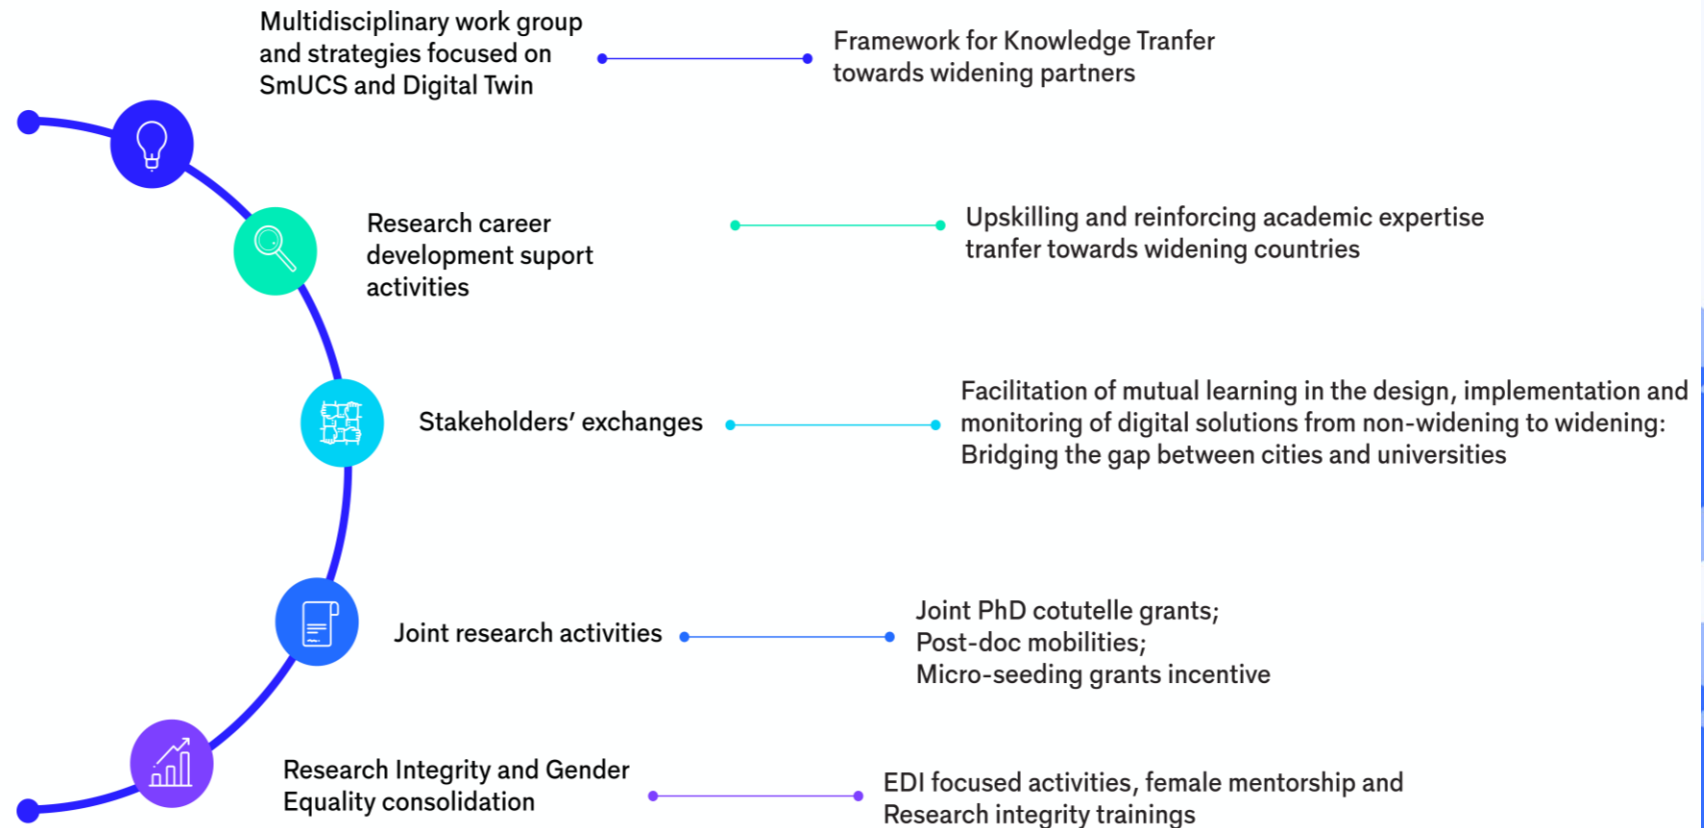 Multidisciplinary work group
and strategies focused on
SmUCS and Digital Twin
Framework for Knowledge Tranfer
towards widening partners
Research career
development suport
activities
Upskilling and reinforcing academic expertise
tranfer towards widening countries
Stakeholders’ exchanges
Facilitation of mutual learning in the design, implementation and
monitoring of digital solutions from non-widening to widening:
Bridging the gap between cities and universities
Joint research activities
Joint PhD cotutelle grants;
Post-doc mobilities;
Micro-seeding grants incentive
Research Integrity and Gender
Equality consolidation
EDI focused activities, female mentorship and
Research integrity trainings